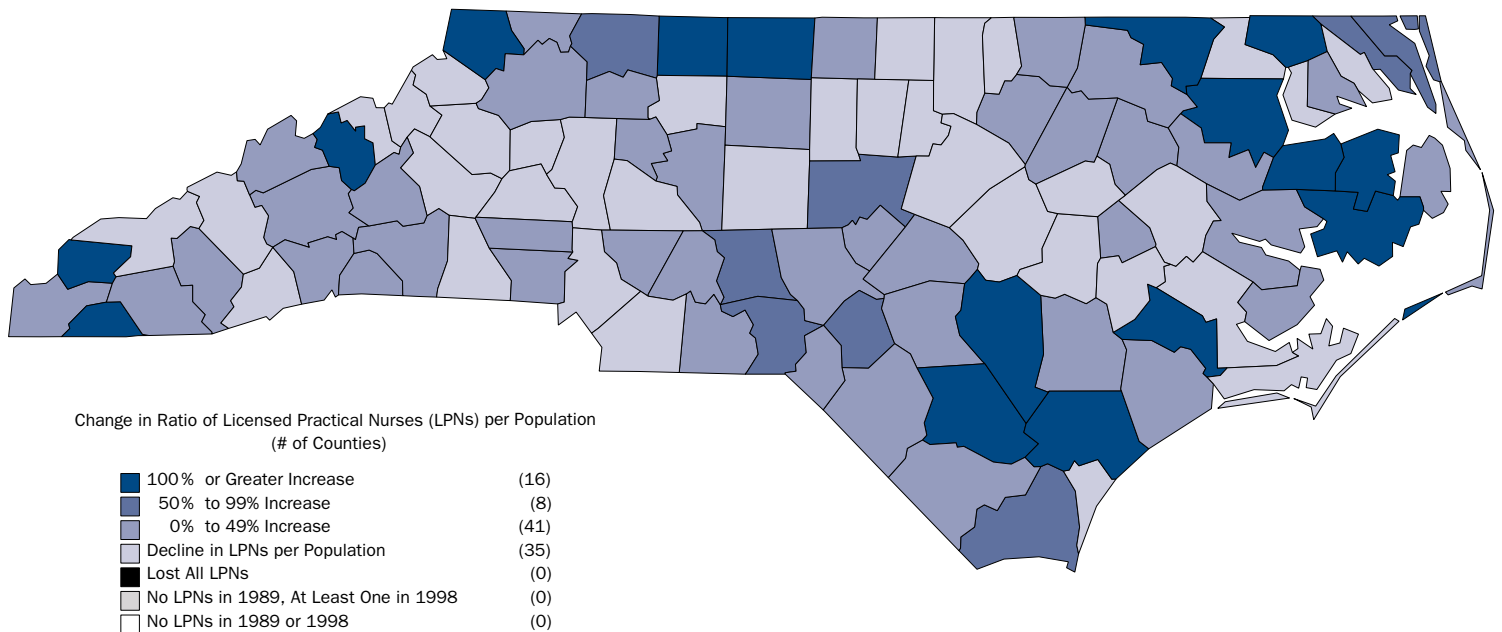 Change in Ratio of Licensed Practical Nurses (LPNs) per Population
(# of Counties)
100% or Greater Increase (16)
50% to 99% Increase (8)
0% to 49% Increase (41)
Decline in LPNs per Population (35)
Lost All LPNs (0)
No LPNs in 1989, At Least One in 1998 (0)
No LPNs in 1989 or 1998 (0)